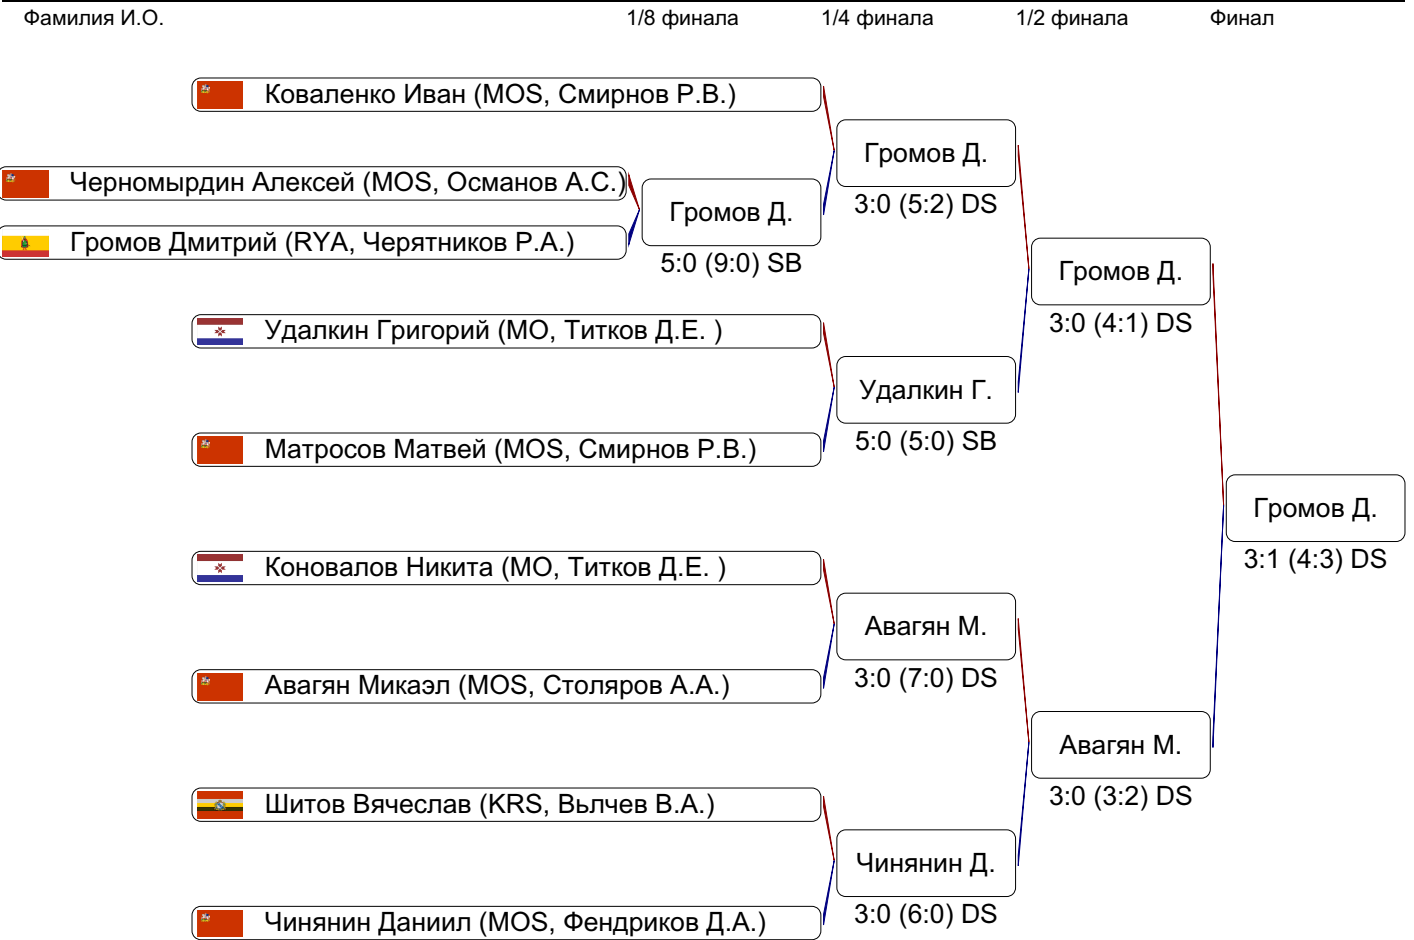 Фамилия И.О. 1/8 финала 1/4 финала 1/2 финала Финал
Коваленко Иван (MOS, Смирнов Р.В.)
Громов Д.
Черномырдин Алексей (MOS, Османов А.С.)
3:0 (5:2) DS
Громов Д.
Громов Дмитрий (RYA, Черятников Р.А.)
5:0 (9:0) SB
Громов Д.
3:0 (4:1) DS
Удалкин Григорий (MO, Титков Д.Е. )
Удалкин Г.
5:0 (5:0) SB
Матросов Матвей (MOS, Смирнов Р.В.)
Громов Д.
3:1 (4:3) DS
Коновалов Никита (MO, Титков Д.Е. )
Авагян М.
3:0 (7:0) DS
Авагян Микаэл (MOS, Столяров А.А.)
Авагян М.
3:0 (3:2) DS
Шитов Вячеслав (KRS, Вьлчев В.А.)
Чинянин Д.
3:0 (6:0) DS
Чинянин Даниил (MOS, Фендриков Д.А.)